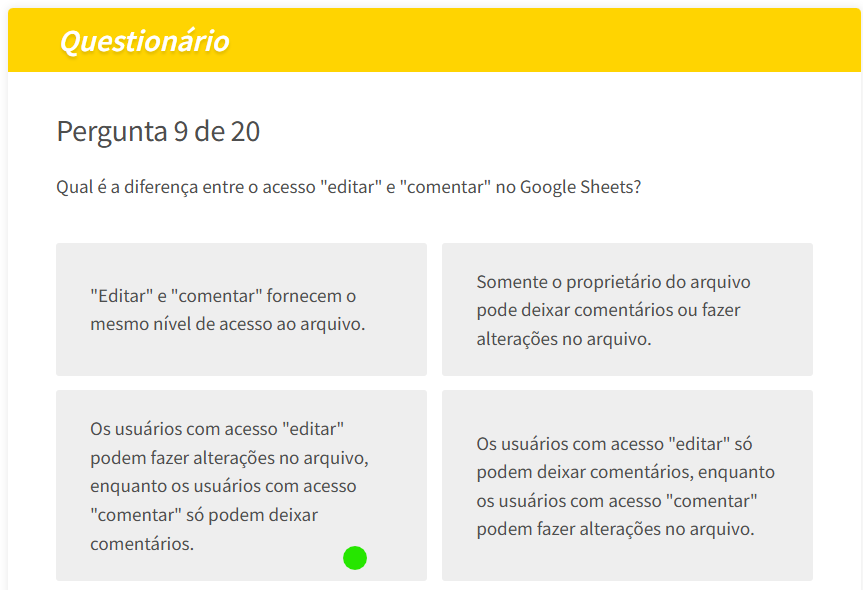 Questionário
Pergunta 9 de 20
Qual é a diferença entre o acesso "editar" e "comentar" no Google Sheets?
"Editar" e "comentar" fornecem o
mesmo nível de acesso ao arquivo.
Somente o proprietário do arquivo
pode deixar comentários ou fazer
alterações no arquivo.
Os usuários com acesso "editar"
podem fazer alterações no arquivo,
enquanto os usuários com acesso
"comentar" só podem deixar
comentários.
Os usuários com acesso "editar" só
podem deixar comentários, enquanto
os usuários com acesso "comentar"
podem fazer alterações no arquivo.